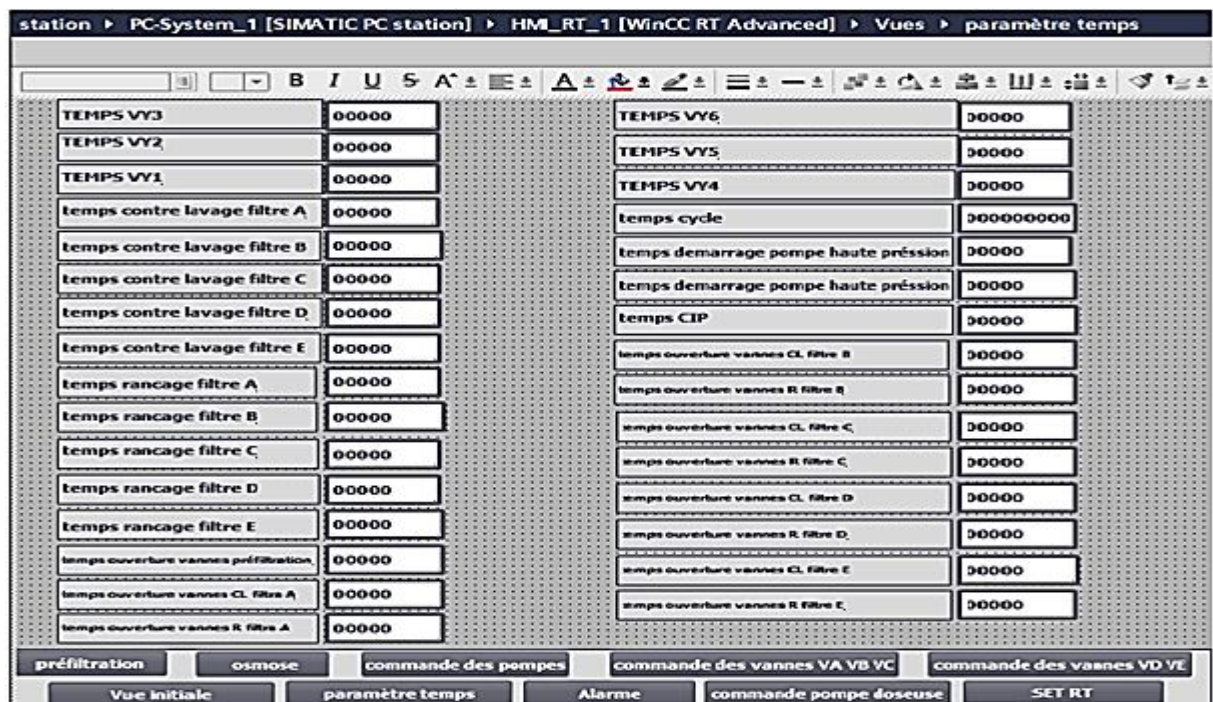 station ▸ PC-System_1 [SIMATIC PC station] ▸ HMI_RT_1 [WinCC RT Advanced] ▸ Vues ▸ paramètre temps
B I U S A A
TEMPS VY3 00000
TEMPS VY2 00000
TEMPS VY1 00000
temps contre lavage filtre A 00000
temps contre lavage filtre B 00000
temps contre lavage filtre C 00000
temps contre lavage filtre D 00000
temps contre lavage filtre E 00000
temps rancage filtre A 00000
temps rancage filtre B 00000
temps rancage filtre C 00000
temps rancage filtre D 00000
temps rancage filtre E 00000
temps ouverture vannes préfiltration 00000
temps ouverture vannes CL filtre A 00000
temps ouverture vannes R filtre A 00000
TEMPS VY6 00000
TEMPS VY5 00000
TEMPS VY4 00000
temps cycle 000000000
temps demarrage pompe haute préssion 00000
temps demarrage pompe haute préssion 00000
temps CIP 00000
temps ouverture vannes CL filtre B 00000
temps ouverture vannes R filtre B 00000
temps ouverture vannes CL filtre C 00000
temps ouverture vannes R filtre C 00000
temps ouverture vannes CL filtre D 00000
temps ouverture vannes R filtre D 00000
temps ouverture vannes CL filtre E 00000
temps ouverture vannes R filtre E 00000
préfiltration osmose commande des pompes commande des vannes VA VB VC commande des vannes VD VE
Vue initiale paramètre temps Alarme commande pompe doseuse SET RT